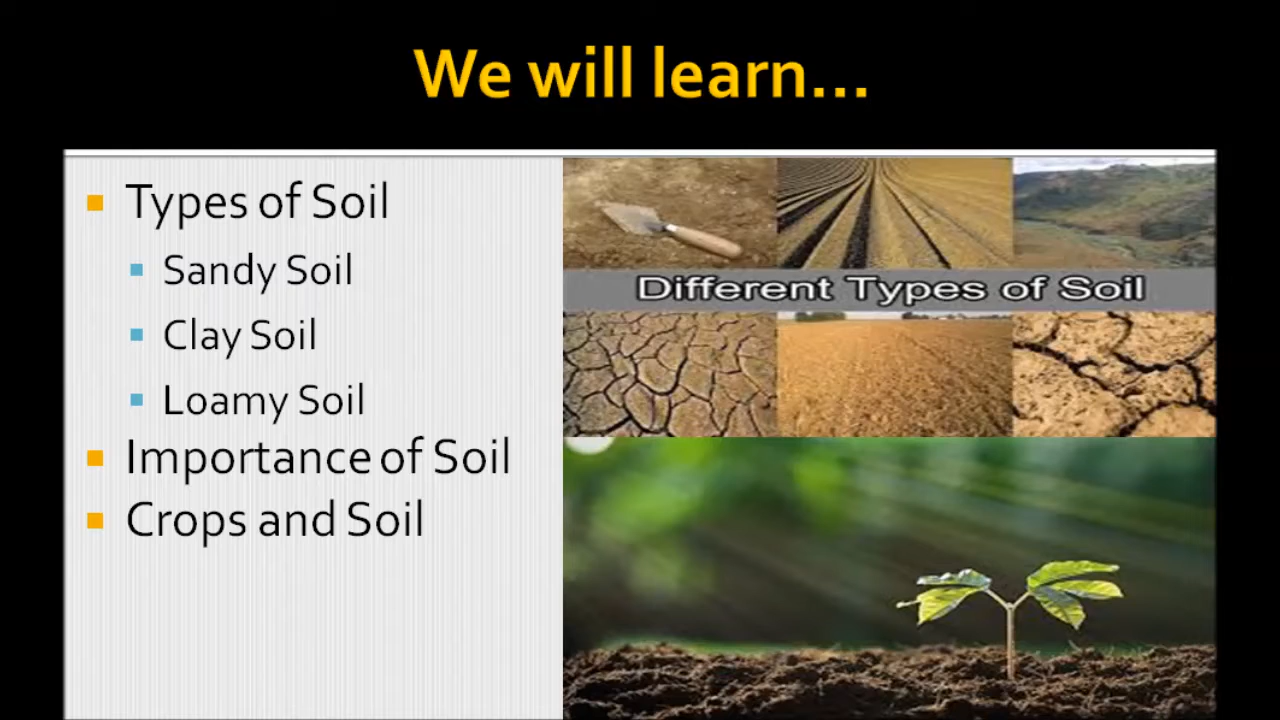 We will learn...
Types of Soil
Sandy Soil
Clay Soil
Loamy Soil
Importance of Soil
Crops and Soil
Different Types of Soil